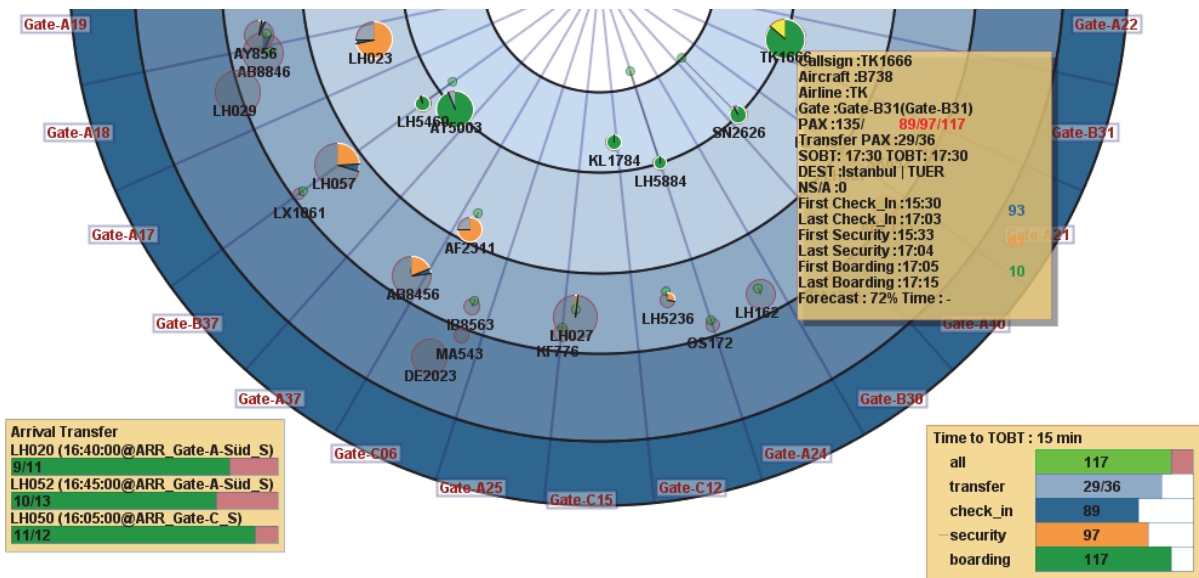 Gate-A19
Gate-A22
AY856
AB8846
LH023
TK1666
LH029
Callsign :TK1666
Aircraft :B738
Airline :TK
Gate :Gate-B31(Gate-B31)
PAX :135/ 89/97/117
Transfer PAX :29/36
SOBT: 17:30 TOBT: 17:30
DEST :Istanbul | TUER
NS/A :0
First Check_In :15:30
Last Check_In :17:03
First Security :15:33
Last Security :17:04
First Boarding :17:05
Last Boarding :17:15
Forecast : 72% Time : -
93
10
LH5460
AT5003
SN2626
Gate-A18
Gate-B31
KL1784
LH5884
LH057
LX1061
Gate-A17
Gate-A21
AF2311
AB8456
LH162
LH5236
IB8563
LH027
OS172
KF776
MA543
DE2023
Gate-B37
Gate-A40
Gate-A37
Gate-B30
Gate-C06
Gate-A24
Gate-A25
Gate-C15
Gate-C12
Arrival Transfer
LH020 (16:40:00@ARR_Gate-A-Süd_S)
9/11
LH052 (16:45:00@ARR_Gate-A-Süd_S)
10/13
LH050 (16:05:00@ARR_Gate-C_S)
11/12
Time to TOBT : 15 min
all 117
transfer 29/36
check_in 89
security 97
boarding 117